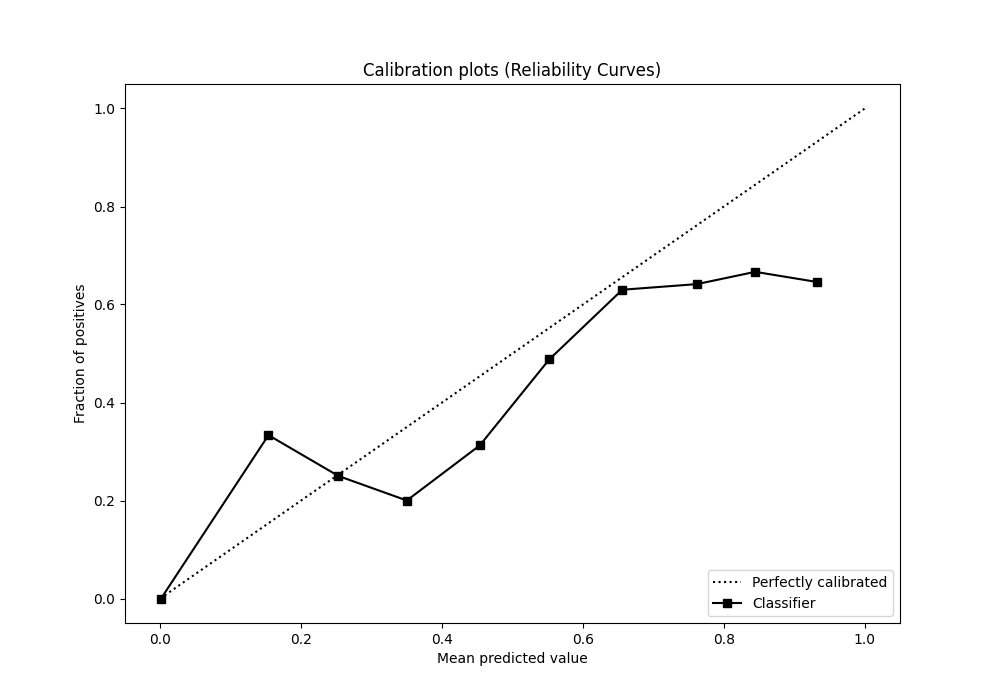 Calibration plots (Reliability Curves)
1.0
0.8
0.6
0.4
0.2
0.0
Fraction of positives
0.0 0.2 0.4 0.6 0.8 1.0
Mean predicted value
Perfectly calibrated
Classifier